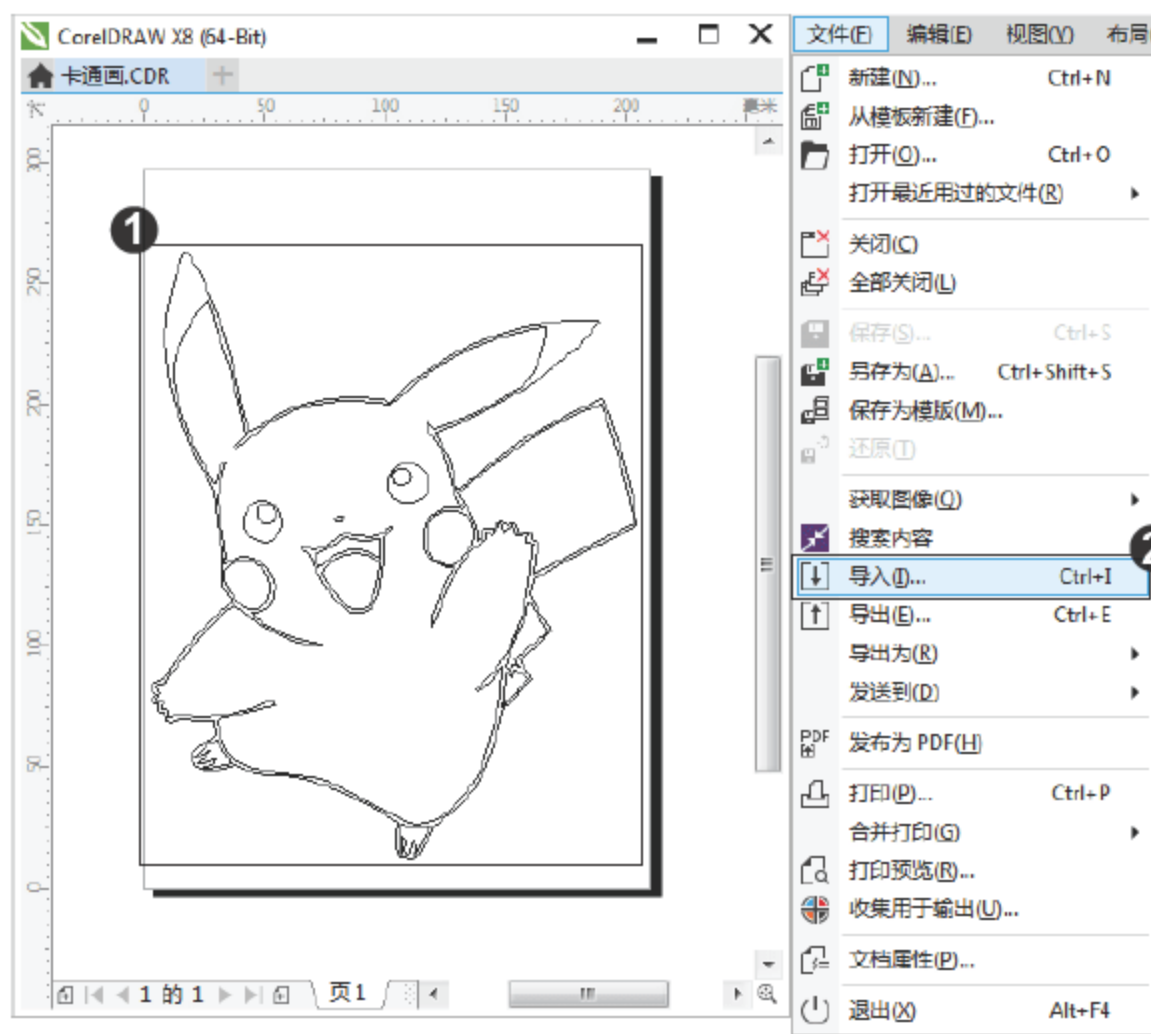 CorelDRAW X8 (64-Bit)
卡通画.CDR
0 50 100 150 200 毫米
300
250
200
150
100
50
0
1
1 的 1
页1
文件(F) 编辑(E) 视图(V) 布局
新建(N)... Ctrl+N
从模板新建(F)...
打开(O)... Ctrl+O
打开最近用过的文件(R)
关闭(C)
全部关闭(L)
保存(S)... Ctrl+S
另存为(A)... Ctrl+Shift+S
保存为模版(M)...
还原(T)
获取图像(Q)
搜索内容
2
导入(I)... Ctrl+I
导出(E)... Ctrl+E
导出为(R)
发送到(D)
PDF 发布为 PDF(H)
打印(P)... Ctrl+P
合并打印(G)
打印预览(R)...
收集用于输出(U)...
文档属性(P)...
退出(X) Alt+F4